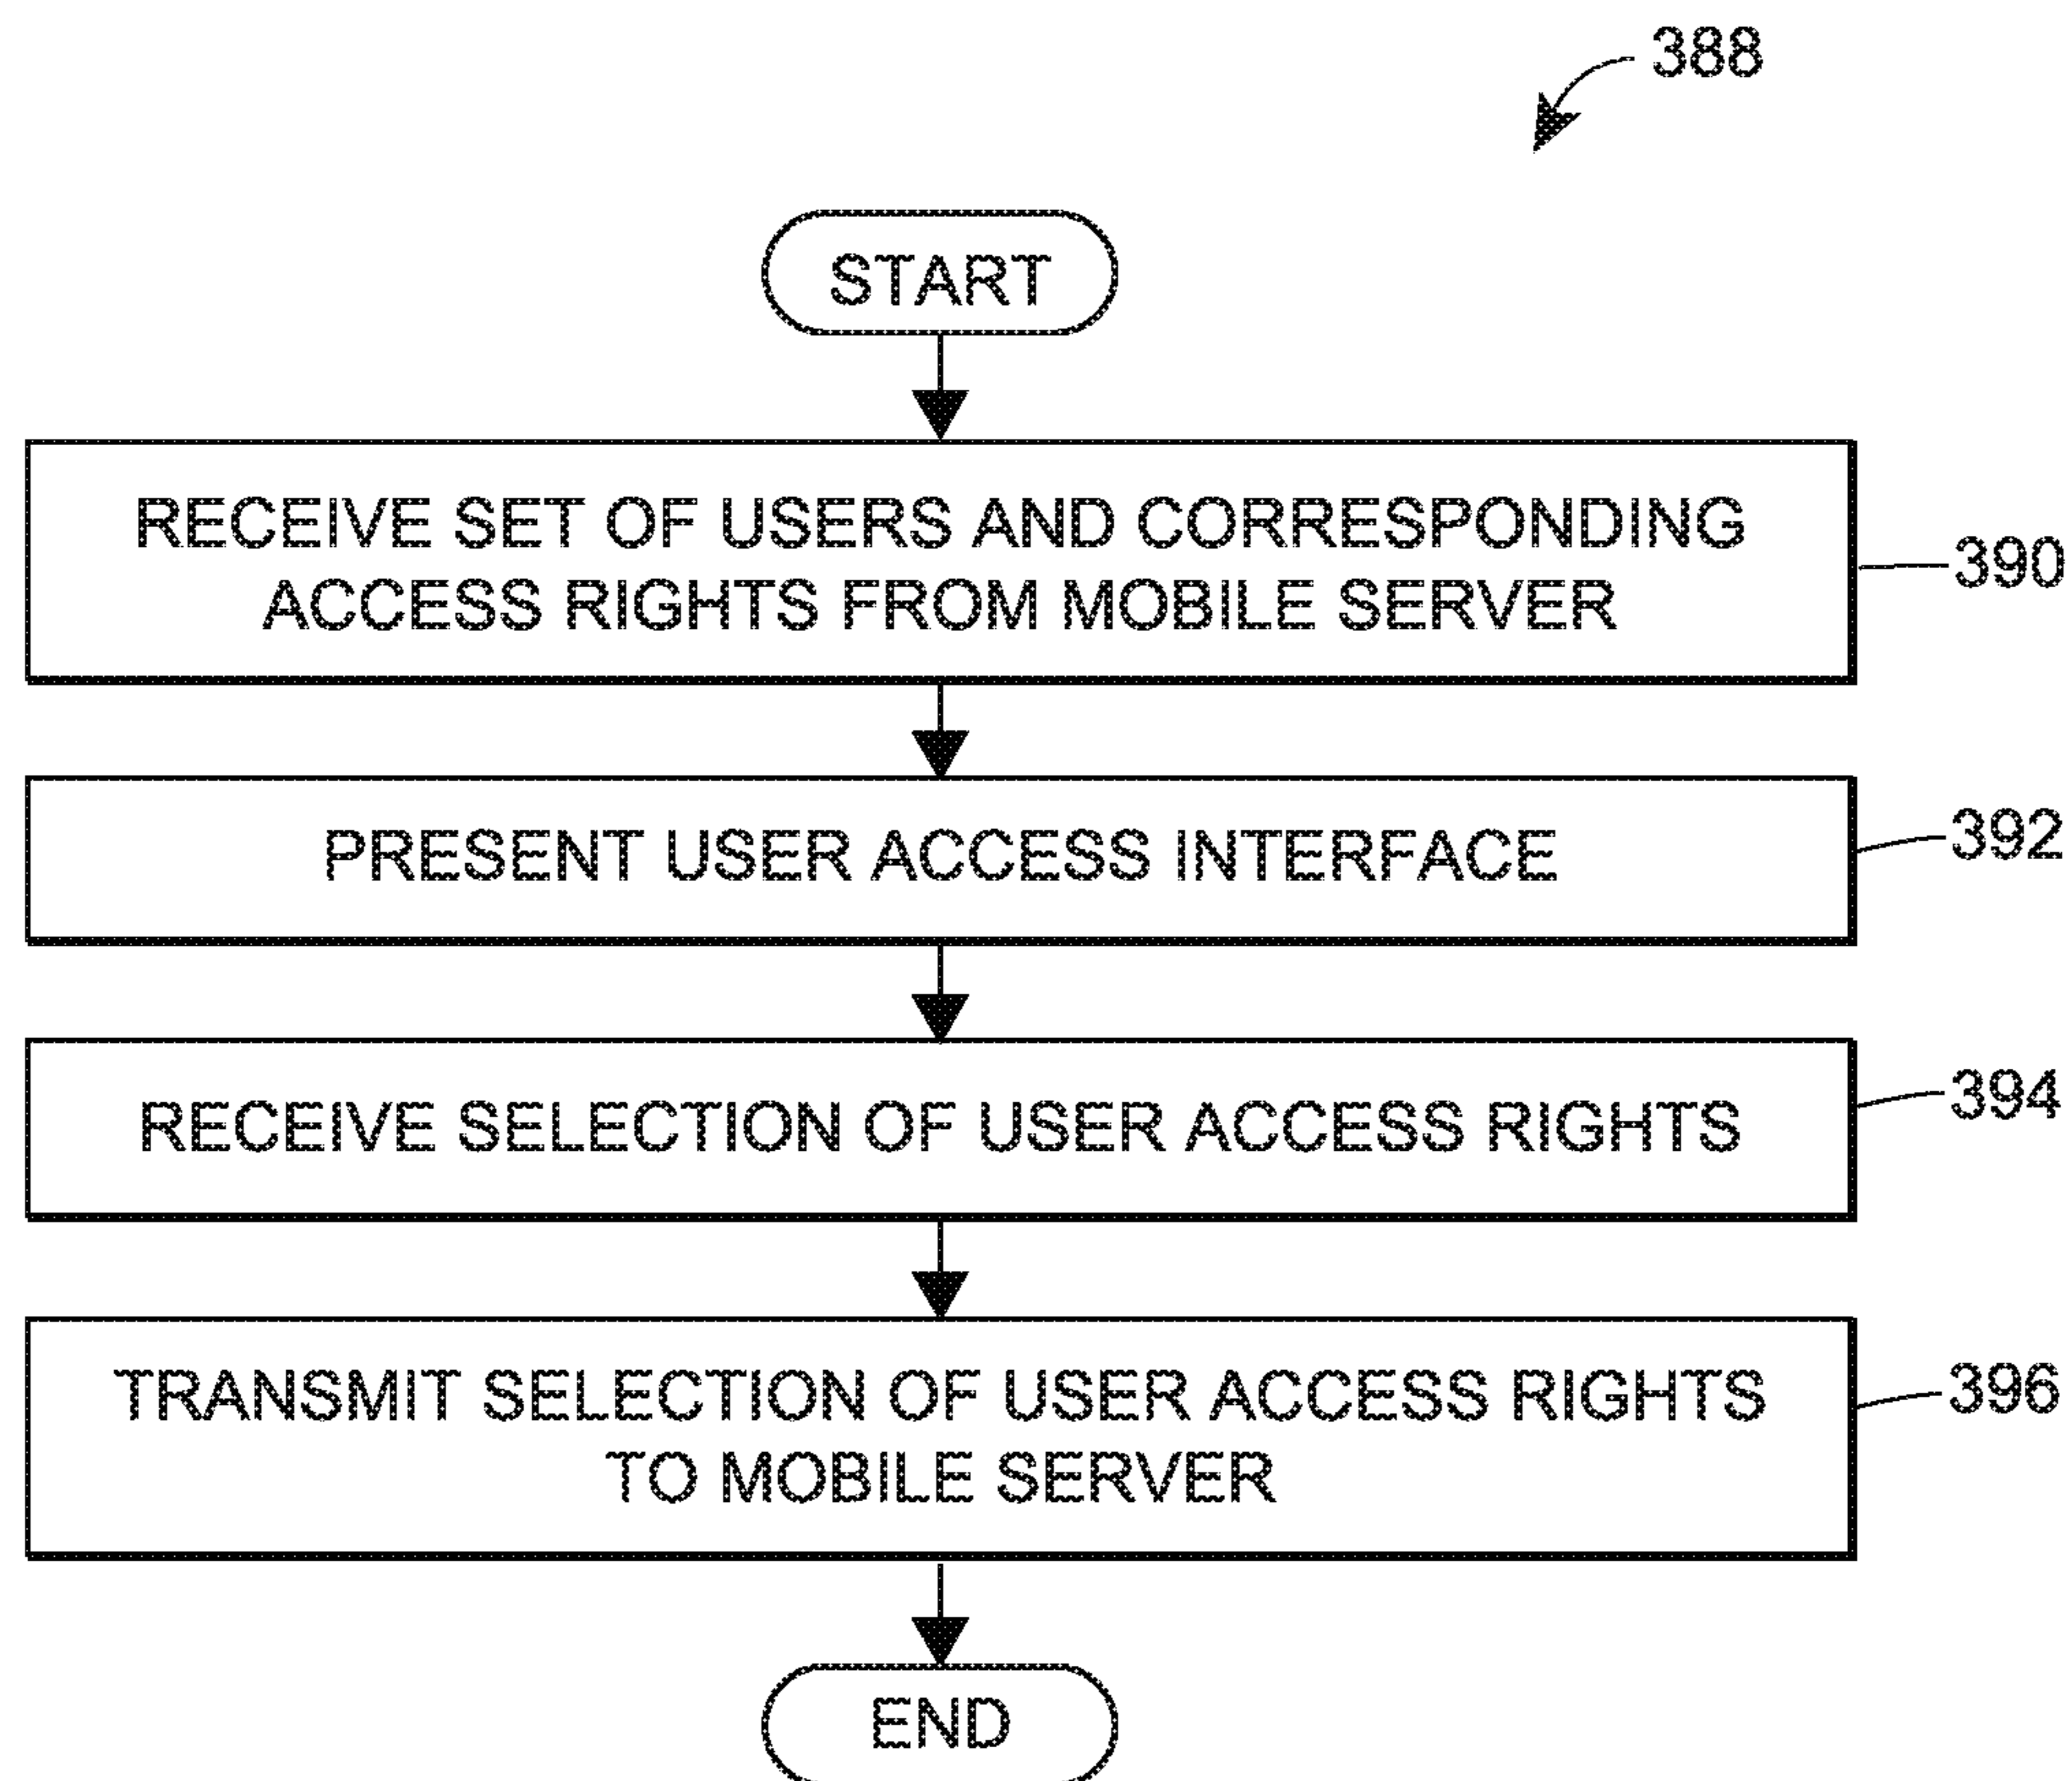 388
START
RECEIVE SET OF USERS AND CORRESPONDING
ACCESS RIGHTS FROM MOBILE SERVER
390
PRESENT USER ACCESS INTERFACE
392
RECEIVE SELECTION OF USER ACCESS RIGHTS
394
TRANSMIT SELECTION OF USER ACCESS RIGHTS
TO MOBILE SERVER
396
END